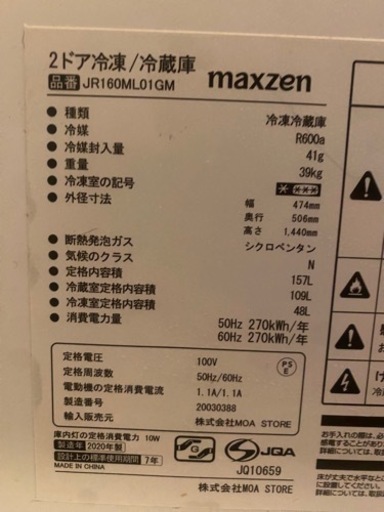 2ドア冷凍/冷蔵庫
品番 JR160ML01GM
maxzen
● 種類 冷凍冷蔵庫
● 冷媒 R600a
● 冷媒封入量 41g
● 重量 39kg
● 冷凍室の記号 ****
● 外径寸法 幅 474mm
奥行 506mm
高さ 1,440mm
● 断熱発泡ガス シクロペンタン
● 気候のクラス N
● 定格内容積 157L
● 冷蔵室定格内容積 109L
● 冷凍室定格内容積 48L
● 消費電力量 50Hz 270kWh/年
60Hz 270kWh/年
定格電圧 100V
定格周波数 50Hz/60Hz
電動機の定格消費電流 1.1A/1.1A
製造番号 20030388
輸入販売元 株式会社MOA STORE
PS
E
庫内灯の定格消費電力 10W
製造年 2020年製
設計上の標準使用期間 7年
MADE IN CHINA
JQA
JQ10659
株式会社MOA STORE
お手入れの際は、